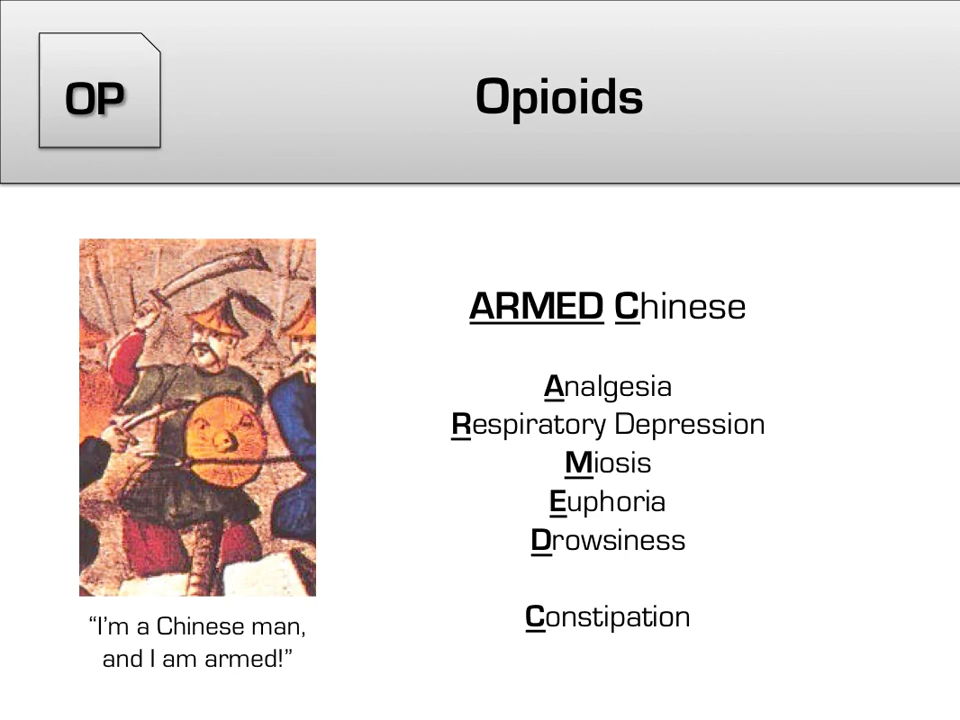 OP
Opioids
ARMED Chinese
Analgesia
Respiratory Depression
Miosis
Euphoria
Drowsiness
Constipation
“I’m a Chinese man,
and I am armed!”